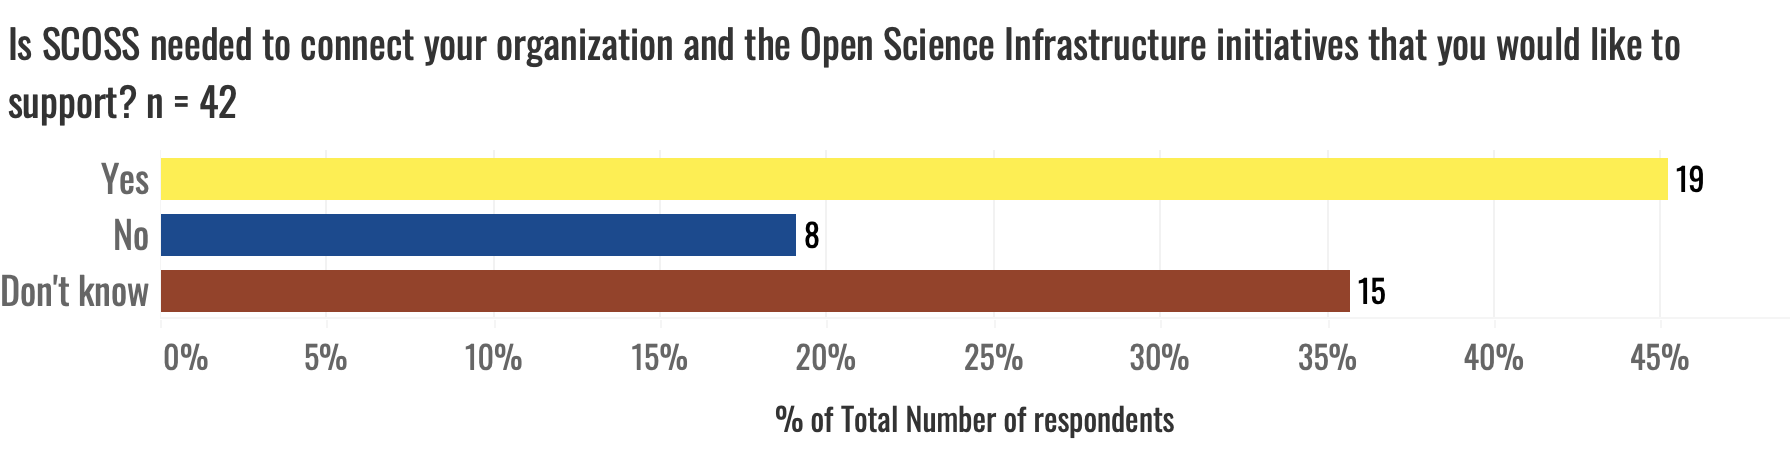 Is SCOSS needed to connect your organization and the Open Science Infrastructure initiatives that you would like to
support? n = 42
Yes 19
No 8
Don't know 15
0% 5% 10% 15% 20% 25% 30% 35% 40% 45%
% of Total Number of respondents